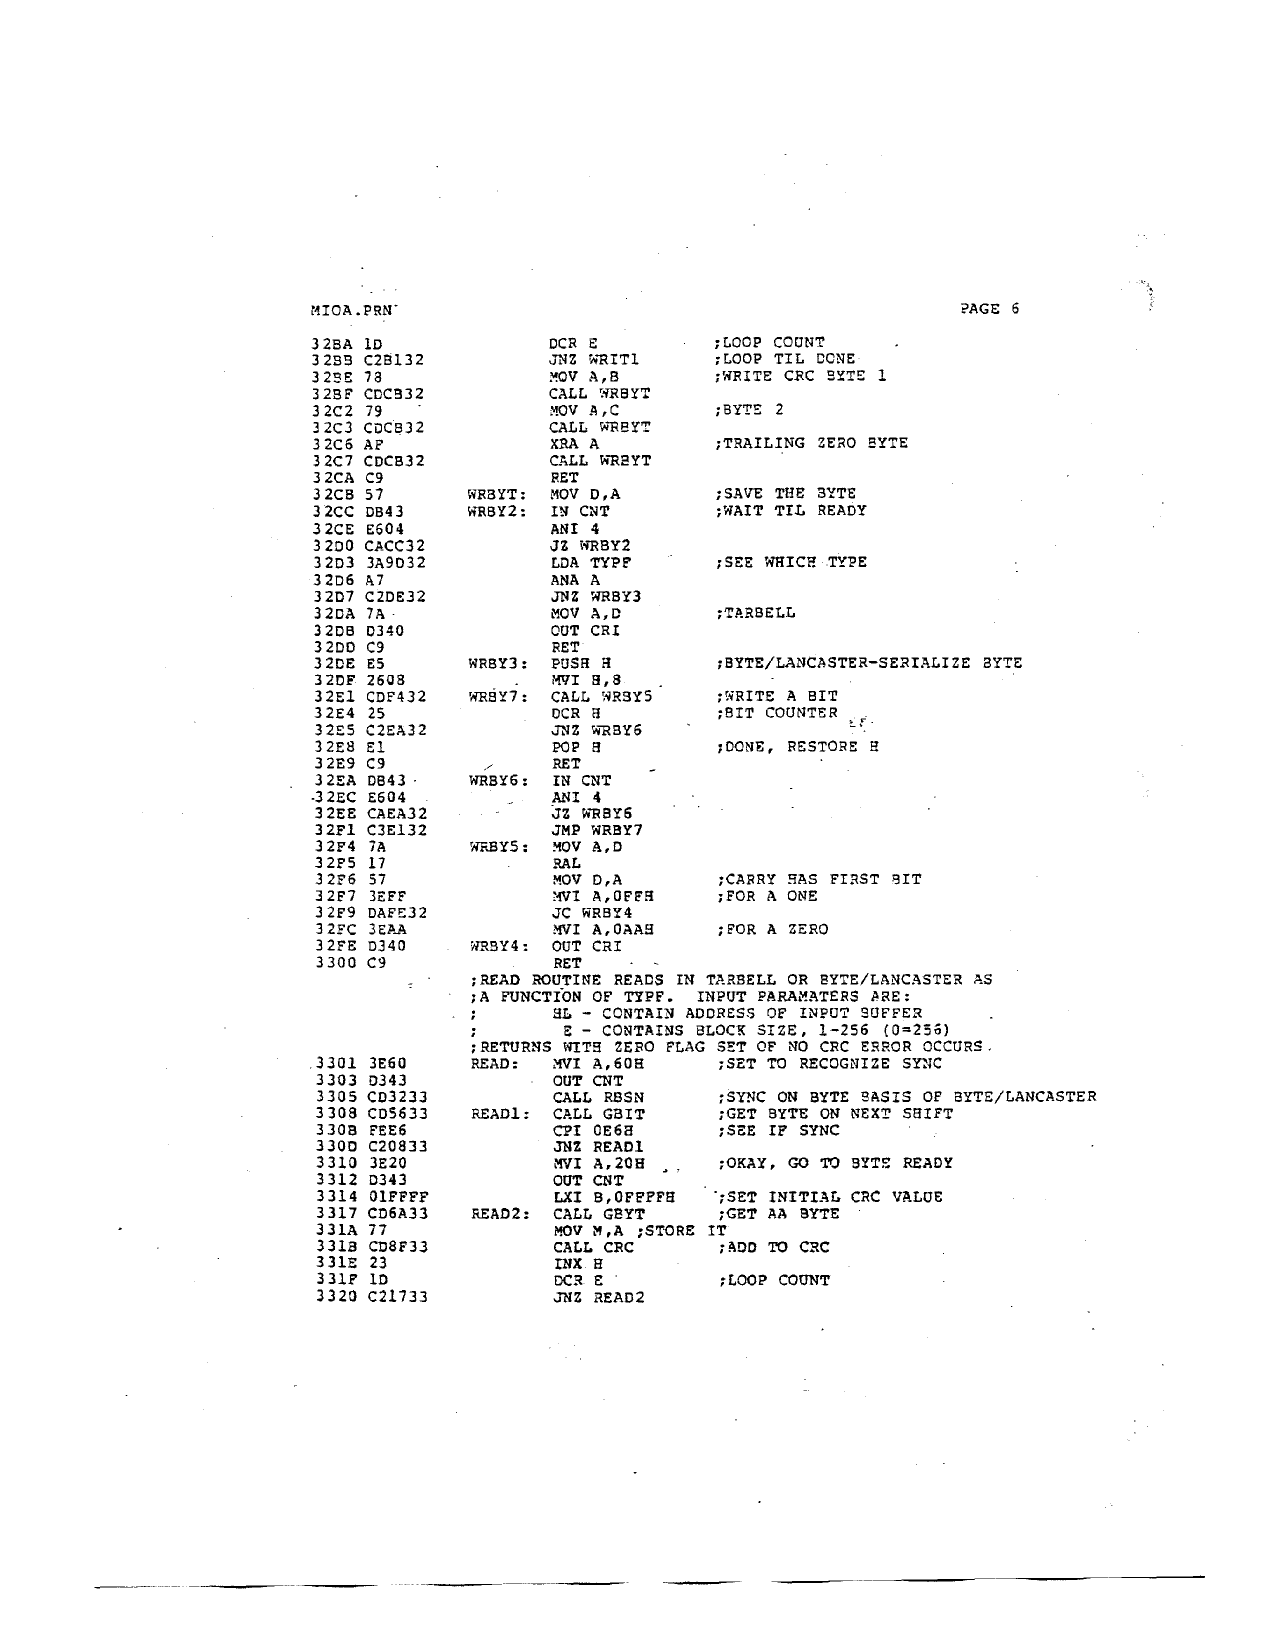 MIOA.PRN PAGE 6
32BA 1D DCR E ;LOOP COUNT
32BB C2B132 JNZ WRIT1 ;LOOP TIL DONE
32BE 78 MOV A,B ;WRITE CRC BYTE 1
32BF CDCB32 CALL WRBYT
32C2 79 MOV A,C ;BYTE 2
32C3 CDCB32 CALL WRBYT
32C6 AF XRA A ;TRAILING ZERO BYTE
32C7 CDCB32 CALL WRBYT
32CA C9 RET
32CB 57 WRBYT: MOV D,A ;SAVE THE BYTE
32CC DB43 WRBY2: IN CNT ;WAIT TIL READY
32CE E604 ANI 4
32D0 CACC32 JZ WRBY2
32D3 3A9D32 LDA TYPF ;SEE WHICH TYPE
32D6 A7 ANA A
32D7 C2DE32 JNZ WRBY3
32DA 7A MOV A,D ;TARBELL
32DB D340 OUT CRI
32DD C9 RET
32DE E5 WRBY3: PUSH H ;BYTE/LANCASTER-SERIALIZE BYTE
32DF 2608 MVI H,8
32E1 CDF432 WRBY7: CALL WRBY5 ;WRITE A BIT
32E4 25 DCR H ;BIT COUNTER
32E5 C2EA32 JNZ WRBY6
32E8 E1 POP H ;DONE, RESTORE H
32E9 C9 RET
32EA DB43 WRBY6: IN CNT
32EC E604 ANI 4
32EE CAEA32 JZ WRBY6
32F1 C3E132 JMP WRBY7
32F4 7A WRBY5: MOV A,D
32F5 17 RAL
32F6 57 MOV D,A ;CARRY HAS FIRST BIT
32F7 3EFF MVI A,0FFH ;FOR A ONE
32F9 DAFE32 JC WRBY4
32FC 3EAA MVI A,0AAH ;FOR A ZERO
32FE D340 WRBY4: OUT CRI
3300 C9 RET
;READ ROUTINE READS IN TARBELL OR BYTE/LANCASTER AS
;A FUNCTION OF TYPF. INPUT PARAMATERS ARE:
; HL - CONTAIN ADDRESS OF INPUT BUFFER
; E - CONTAINS BLOCK SIZE, 1-256 (0=256)
;RETURNS WITH ZERO FLAG SET OF NO CRC ERROR OCCURS.
3301 3E60 READ: MVI A,60H ;SET TO RECOGNIZE SYNC
3303 D343 OUT CNT
3305 CD3233 CALL RBSN ;SYNC ON BYTE BASIS OF BYTE/LANCASTER
3308 CD5633 READ1: CALL GBIT ;GET BYTE ON NEXT SHIFT
330B FEE6 CPI 0E6H ;SEE IF SYNC
330D C20833 JNZ READ1
3310 3E20 MVI A,20H ;OKAY, GO TO BYTE READY
3312 D343 OUT CNT
3314 01FFFF LXI B,0FFFFH ;SET INITIAL CRC VALUE
3317 CD6A33 READ2: CALL GBYT ;GET AA BYTE
331A 77 MOV M,A ;STORE IT
331B CD8F33 CALL CRC ;ADD TO CRC
331E 23 INX H
331F 1D DCR E ;LOOP COUNT
3320 C21733 JNZ READ2